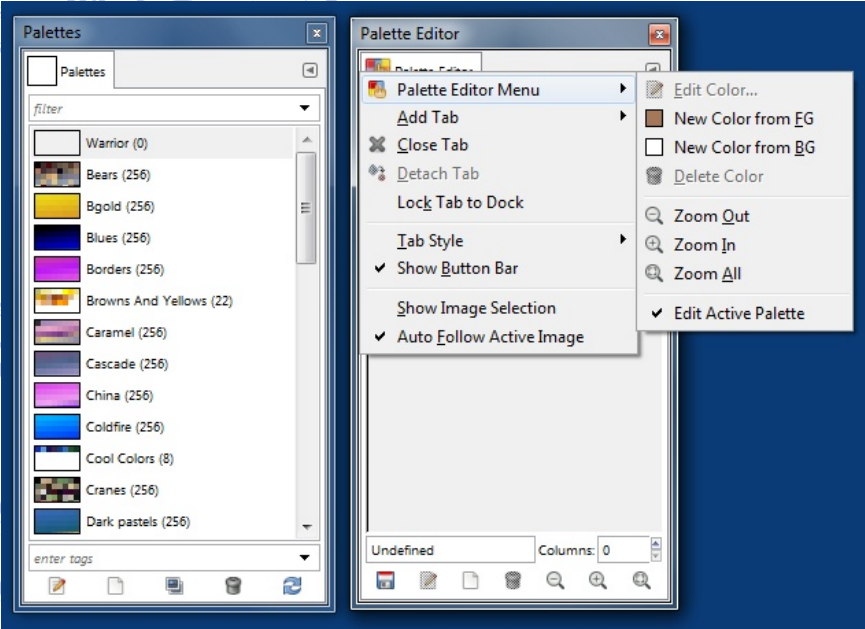 Palettes
Palettes
filter
Warrior (0)
Bears (256)
Bgold (256)
Blues (256)
Borders (256)
Browns And Yellows (22)
Caramel (256)
Cascade (256)
China (256)
Coldfire (256)
Cool Colors (8)
Cranes (256)
Dark pastels (256)
enter tags
Palette Editor
Palette Editor
Palette Editor Menu
Add Tab
Close Tab
Detach Tab
Lock Tab to Dock
Tab Style
Show Button Bar
Show Image Selection
Auto Follow Active Image
Edit Color...
New Color from FG
New Color from BG
Delete Color
Zoom Out
Zoom In
Zoom All
Edit Active Palette
Undefined
Columns: 0